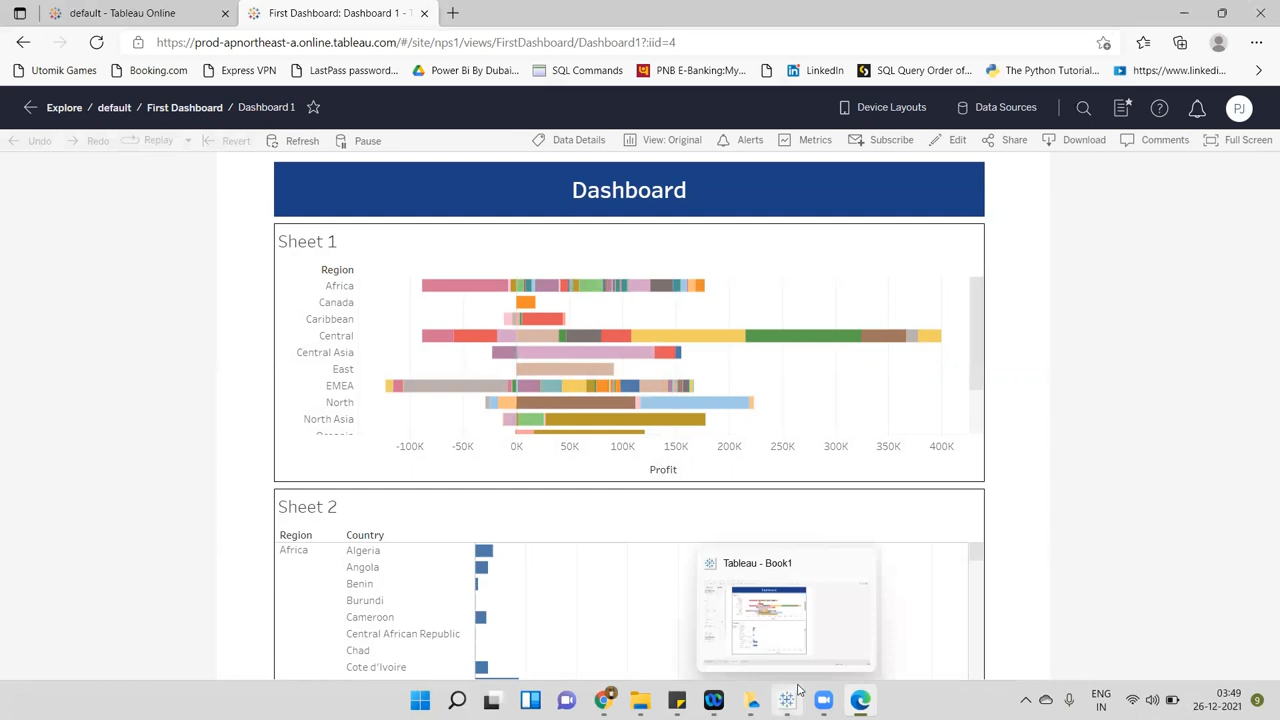 default - Tableau Online
First Dashboard: Dashboard 1 - T
https://prod-apnortheast-a.online.tableau.com/#/site/nps1/views/FirstDashboard/Dashboard1?:iid=4
Utomik Games Booking.com Express VPN LastPass password... Power Bi By Dubai... SQL Commands PNB E-Banking:My... LinkedIn SQL Query Order of... The Python Tutorial... https://www.linkedi...
Explore / default / First Dashboard / Dashboard 1 Device Layouts Data Sources PJ
Undo Redo Replay Revert Refresh Pause Data Details View: Original Alerts Metrics Subscribe Edit Share Download Comments Full Screen
Dashboard
Sheet 1
Region
Africa
Canada
Caribbean
Central
Central Asia
East
EMEA
North
North Asia
Oceania
-100K -50K 0K 50K 100K 150K 200K 250K 300K 350K 400K
Profit
Sheet 2
Region Country
Africa Algeria
Angola
Benin
Burundi
Cameroon
Central African Republic
Chad
Cote d'Ivoire
Tableau - Book1
ENG
IN
03:49
26-12-2021
9